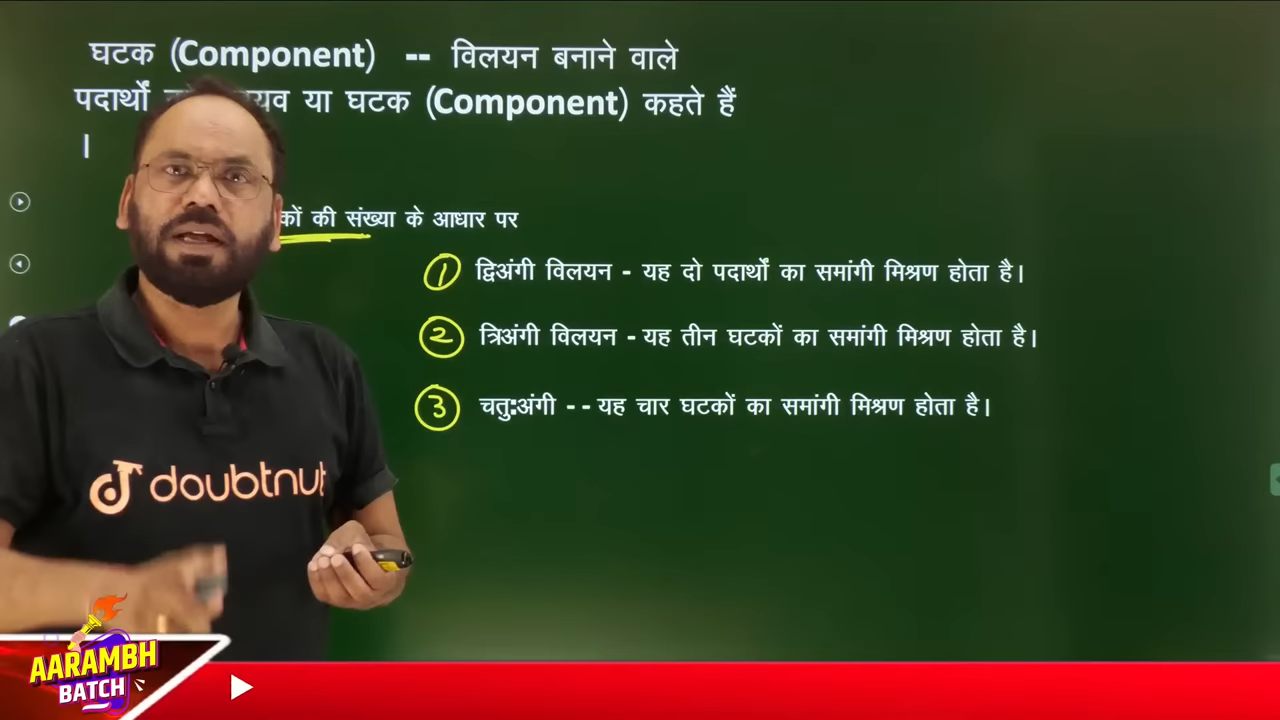 घटक (Component) -- विलयन बनाने वाले
पदार्थों या घटक (Component) कहते हैं
।
की संख्या के आधार पर
1 द्विअंगी विलयन - यह दो पदार्थों का समांगी मिश्रण होता है।
2 त्रिअंगी विलयन - यह तीन घटकों का समांगी मिश्रण होता है।
3 चतु:अंगी -- यह चार घटकों का समांगी मिश्रण होता है।
doubtnut
AARAMBH
BATCH